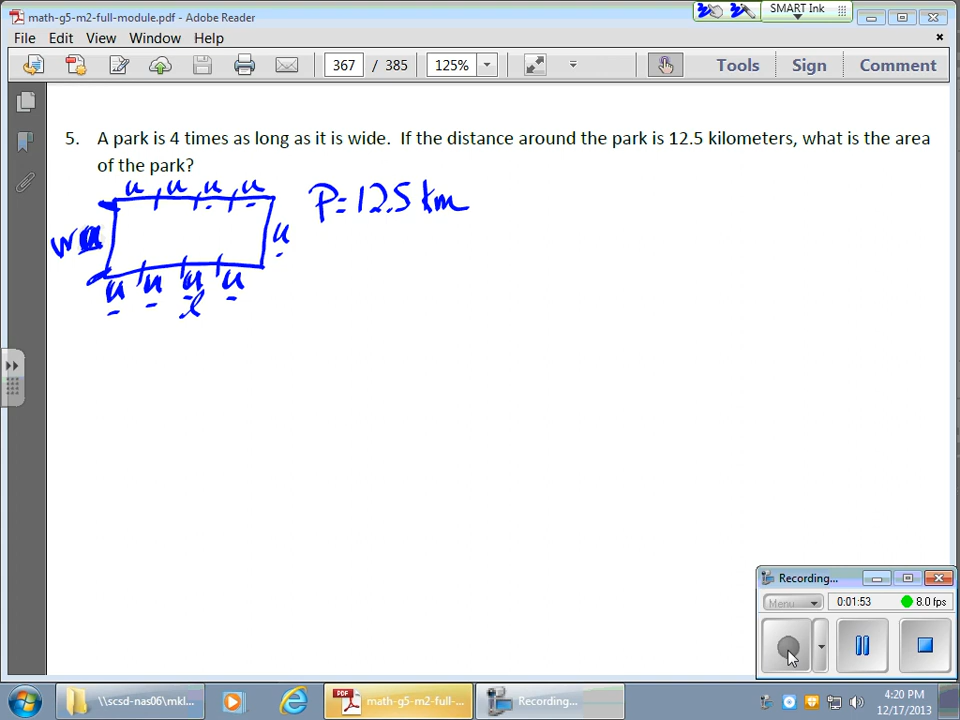 math-g5-m2-full-module.pdf - Adobe Reader
SMART Ink
File Edit View Window Help
367 / 385 125% Tools Sign Comment
5. A park is 4 times as long as it is wide. If the distance around the park is 12.5 kilometers, what is the area
of the park?
u u u u
P=12.5 km
w u
u
u u u u
l
Recording...
Menu 0:01:53 8.0 fps
\\scsd-nas06\mkl... math-g5-m2-full-... Recording...
4:20 PM
12/17/2013